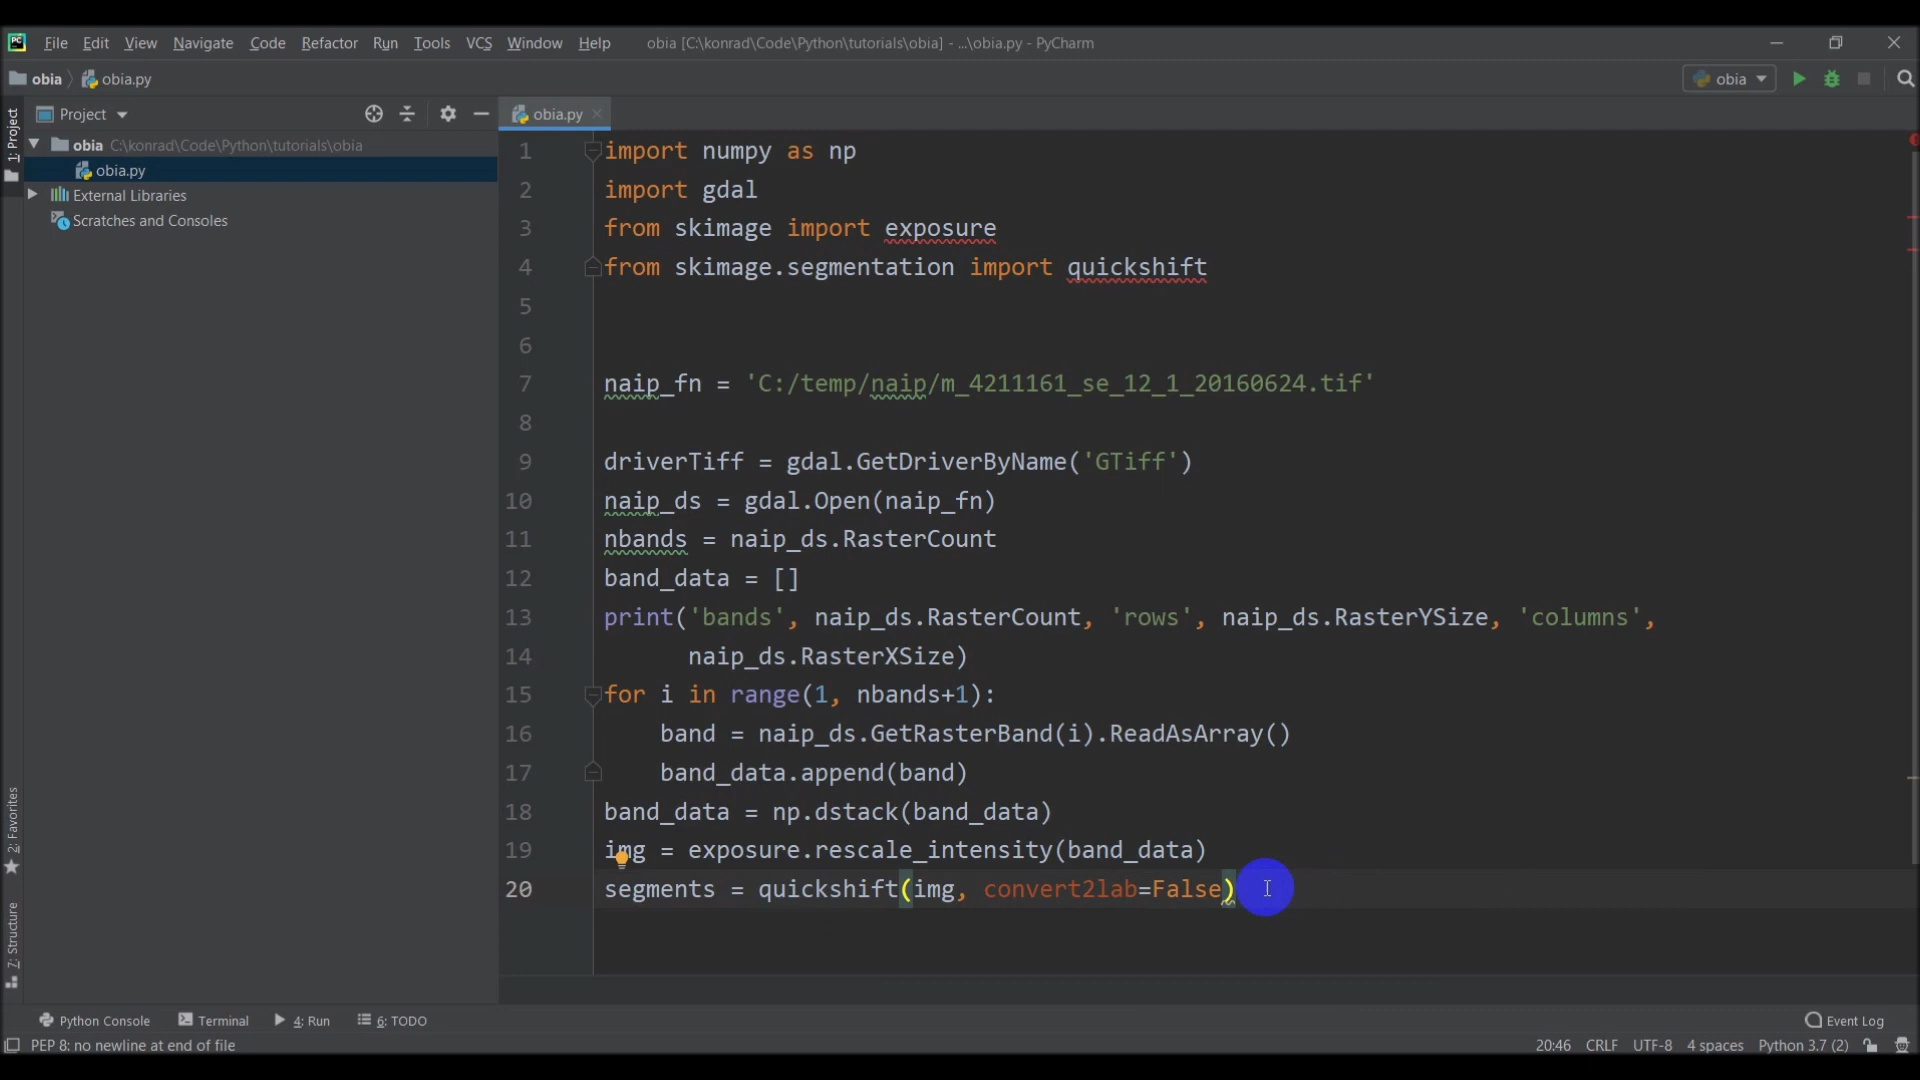 PC File Edit View Navigate Code Refactor Run Tools VCS Window Help obia [C:\konrad\Code\Python\tutorials\obia] - ...\obia.py - PyCharm
obia obia.py obia
1: Project
Project obia.py
obia C:\konrad\Code\Python\tutorials\obia
obia.py
External Libraries
Scratches and Consoles
1 import numpy as np
2 import gdal
3 from skimage import exposure
4 from skimage.segmentation import quickshift
5
6
7 naip_fn = 'C:/temp/naip/m_4211161_se_12_1_20160624.tif'
8
9 driverTiff = gdal.GetDriverByName('GTiff')
10 naip_ds = gdal.Open(naip_fn)
11 nbands = naip_ds.RasterCount
12 band_data = []
13 print('bands', naip_ds.RasterCount, 'rows', naip_ds.RasterYSize, 'columns',
14 naip_ds.RasterXSize)
15 for i in range(1, nbands+1):
16 band = naip_ds.GetRasterBand(i).ReadAsArray()
17 band_data.append(band)
18 band_data = np.dstack(band_data)
19 img = exposure.rescale_intensity(band_data)
20 segments = quickshift(img, convert2lab=False)
2: Favorites
7: Structure
Python Console Terminal 4: Run 6: TODO Event Log
PEP 8: no newline at end of file 20:46 CRLF UTF-8 4 spaces Python 3.7 (2)